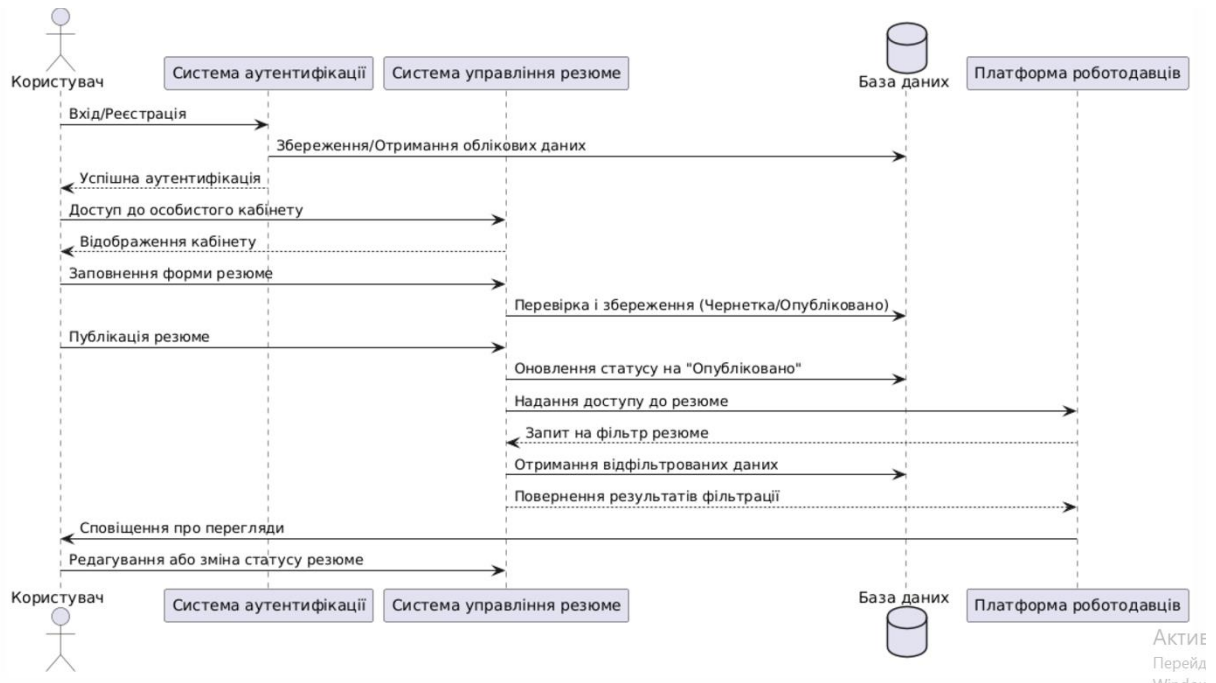 Користувач
Система аутентифікації
Система управління резюме
База даних
Платформа роботодавців
Вхід/Реєстрація
Збереження/Отримання облікових даних
Успішна аутентифікація
Доступ до особистого кабінету
Відображення кабінету
Заповнення форми резюме
Перевірка і збереження (Чернетка/Опубліковано)
Публікація резюме
Оновлення статусу на "Опубліковано"
Надання доступу до резюме
Запит на фільтр резюме
Отримання відфільтрованих даних
Повернення результатів фільтрації
Сповіщення про перегляди
Редагування або зміна статусу резюме
Користувач
Система аутентифікації
Система управління резюме
База даних
Платформа роботодавців
Актив
Перейд